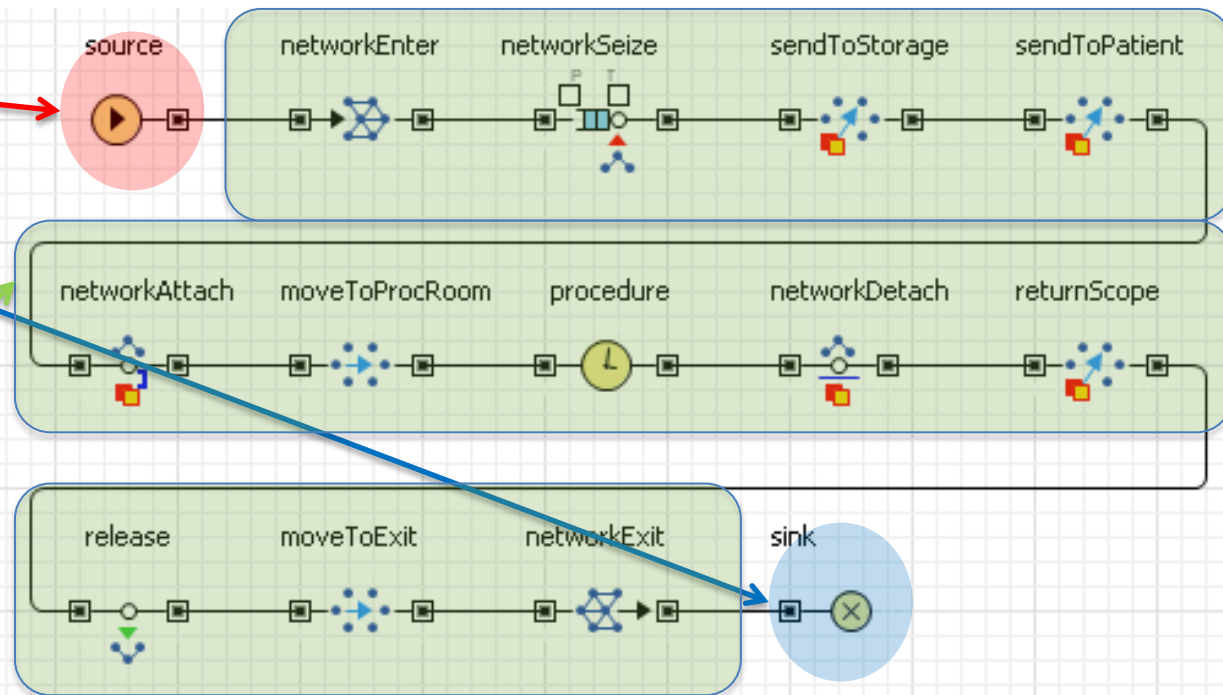 source networkEnter networkSeize sendToStorage sendToPatient
P T
networkAttach moveToProcRoom procedure networkDetach returnScope
release moveToExit networkExit sink